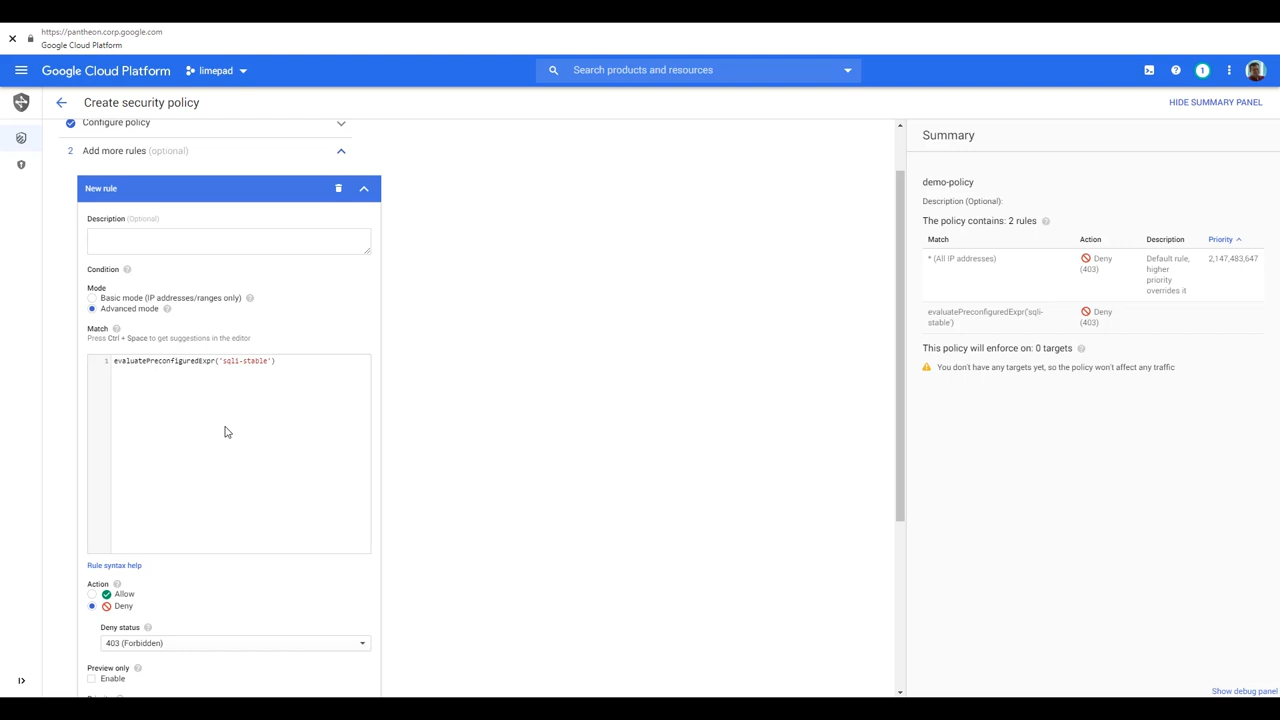 https://pantheon.corp.google.com
Google Cloud Platform
Google Cloud Platform
limepad
Search products and resources
1
Create security policy
HIDE SUMMARY PANEL
Configure policy
2 Add more rules (optional)
New rule
Description (Optional)
Condition
Mode
Basic mode (IP addresses/ranges only)
Advanced mode
Match
Press Ctrl + Space to get suggestions in the editor
1 evaluatePreconfiguredExpr('sqli-stable')
Rule syntax help
Action
Allow
Deny
Deny status
403 (Forbidden)
Preview only
Enable
Summary
demo-policy
Description (Optional):
The policy contains: 2 rules
Match Action Description Priority
* (All IP addresses) Deny (403) Default rule, higher priority overrides it 2,147,483,647
evaluatePreconfiguredExpr('sqli-stable') Deny (403)
This policy will enforce on: 0 targets
You don't have any targets yet, so the policy won't affect any traffic
Show debug panel